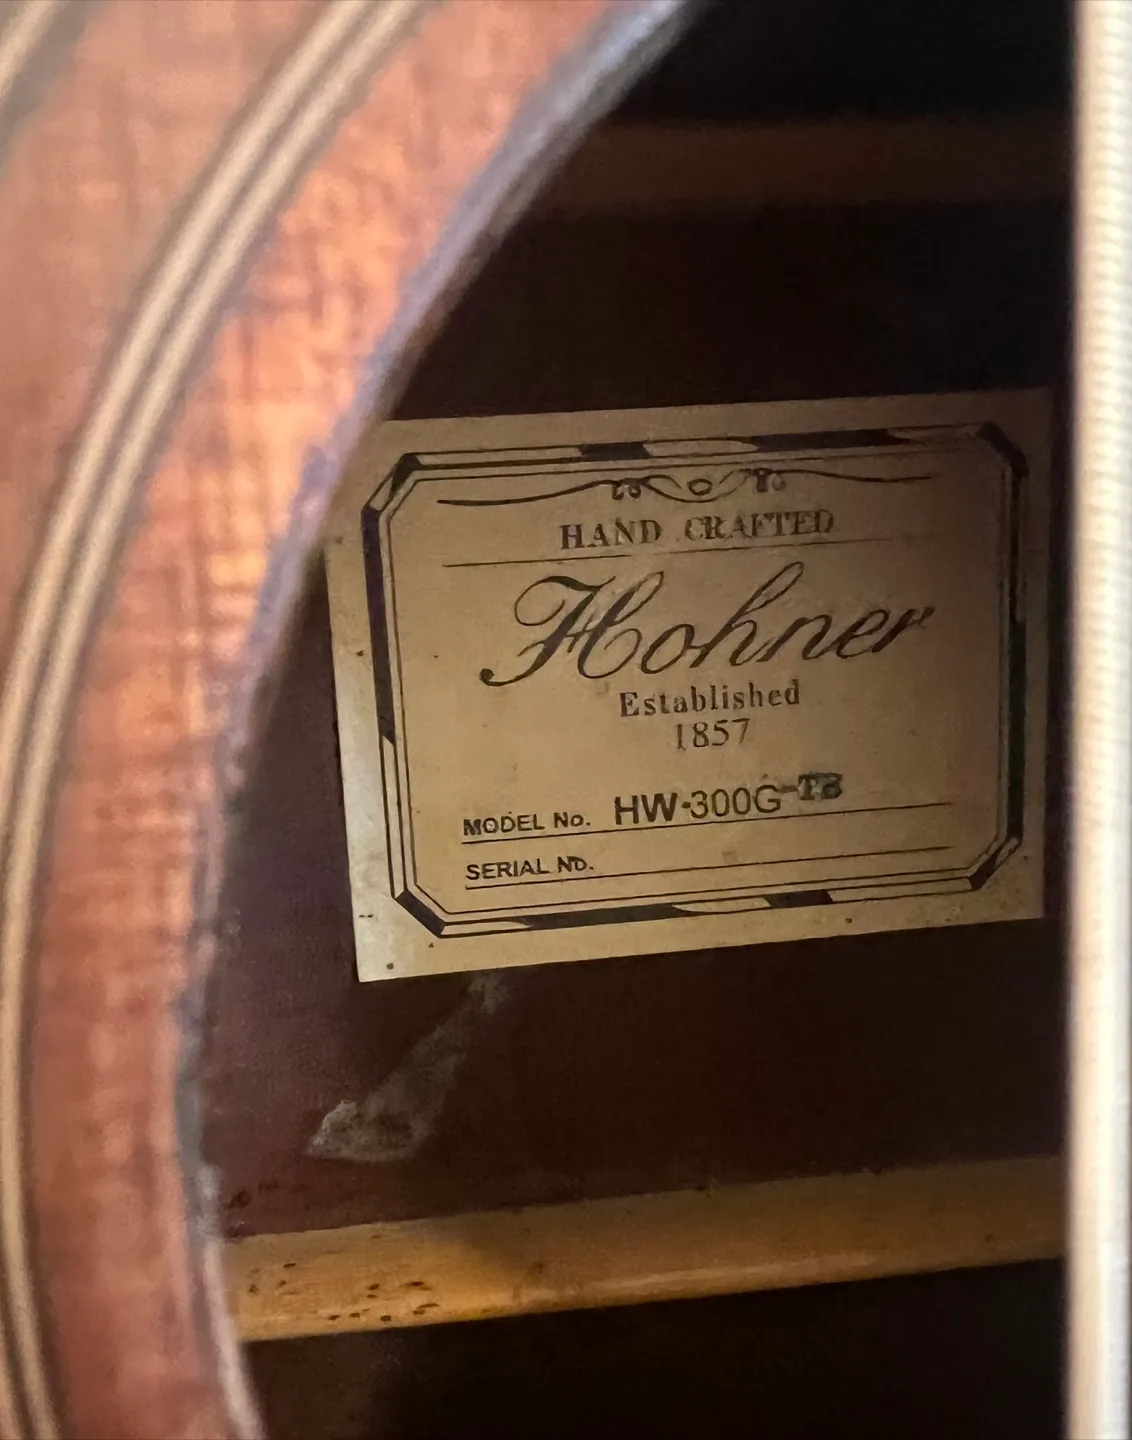 HAND CRAFTED
Hohner
Established
1857
MODEL No. HW-300G-TB
SERIAL NO.